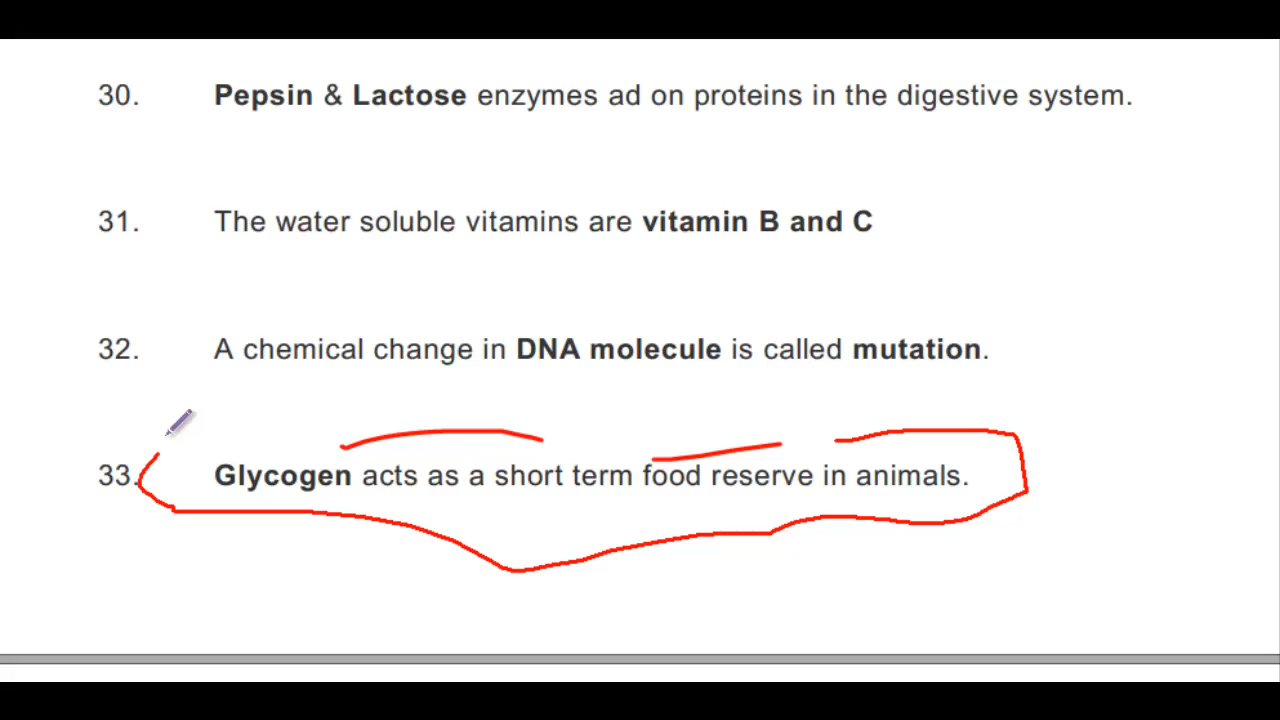 30. Pepsin & Lactose enzymes ad on proteins in the digestive system.
31. The water soluble vitamins are vitamin B and C
32. A chemical change in DNA molecule is called mutation.
33. Glycogen acts as a short term food reserve in animals.